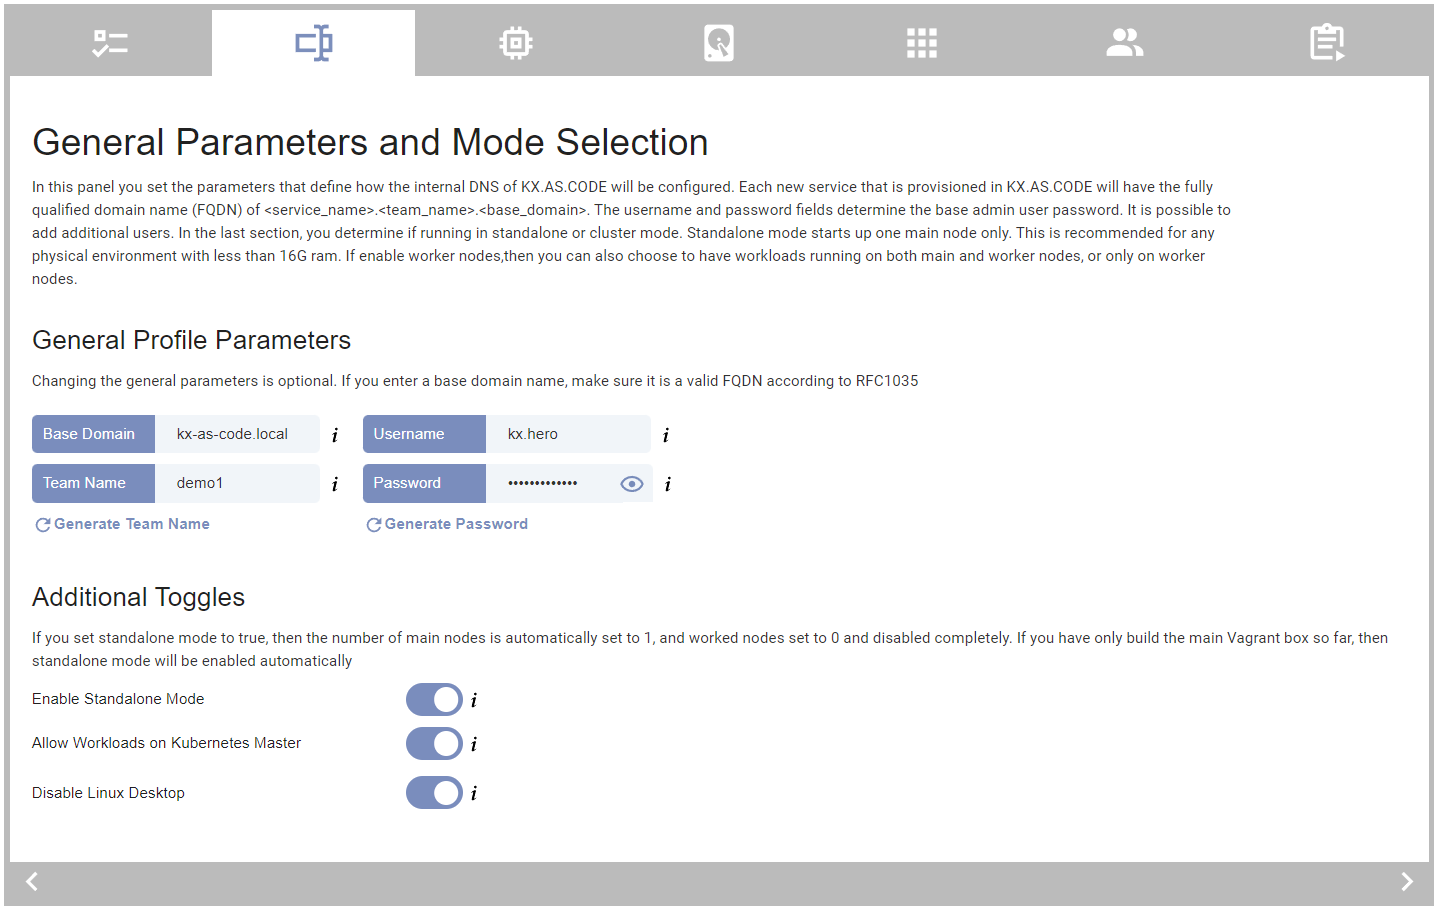 General Parameters and Mode Selection
In this panel you set the parameters that define how the internal DNS of KX.AS.CODE will be configured. Each new service that is provisioned in KX.AS.CODE will have the fully
qualified domain name (FQDN) of <service_name>.<team_name>.<base_domain>. The username and password fields determine the base admin user password. It is possible to
add additional users. In the last section, you determine if running in standalone or cluster mode. Standalone mode starts up one main node only. This is recommended for any
physical environment with less than 16G ram. If enable worker nodes,then you can also choose to have workloads running on both main and worker nodes, or only on worker
nodes.
General Profile Parameters
Changing the general parameters is optional. If you enter a base domain name, make sure it is a valid FQDN according to RFC1035
Base Domain kx-as-code.local i Username kx.hero i
Team Name demo1 i Password ••••••••••••• i
Generate Team Name Generate Password
Additional Toggles
If you set standalone mode to true, then the number of main nodes is automatically set to 1, and worked nodes set to 0 and disabled completely. If you have only build the main Vagrant box so far, then
standalone mode will be enabled automatically
Enable Standalone Mode i
Allow Workloads on Kubernetes Master i
Disable Linux Desktop i